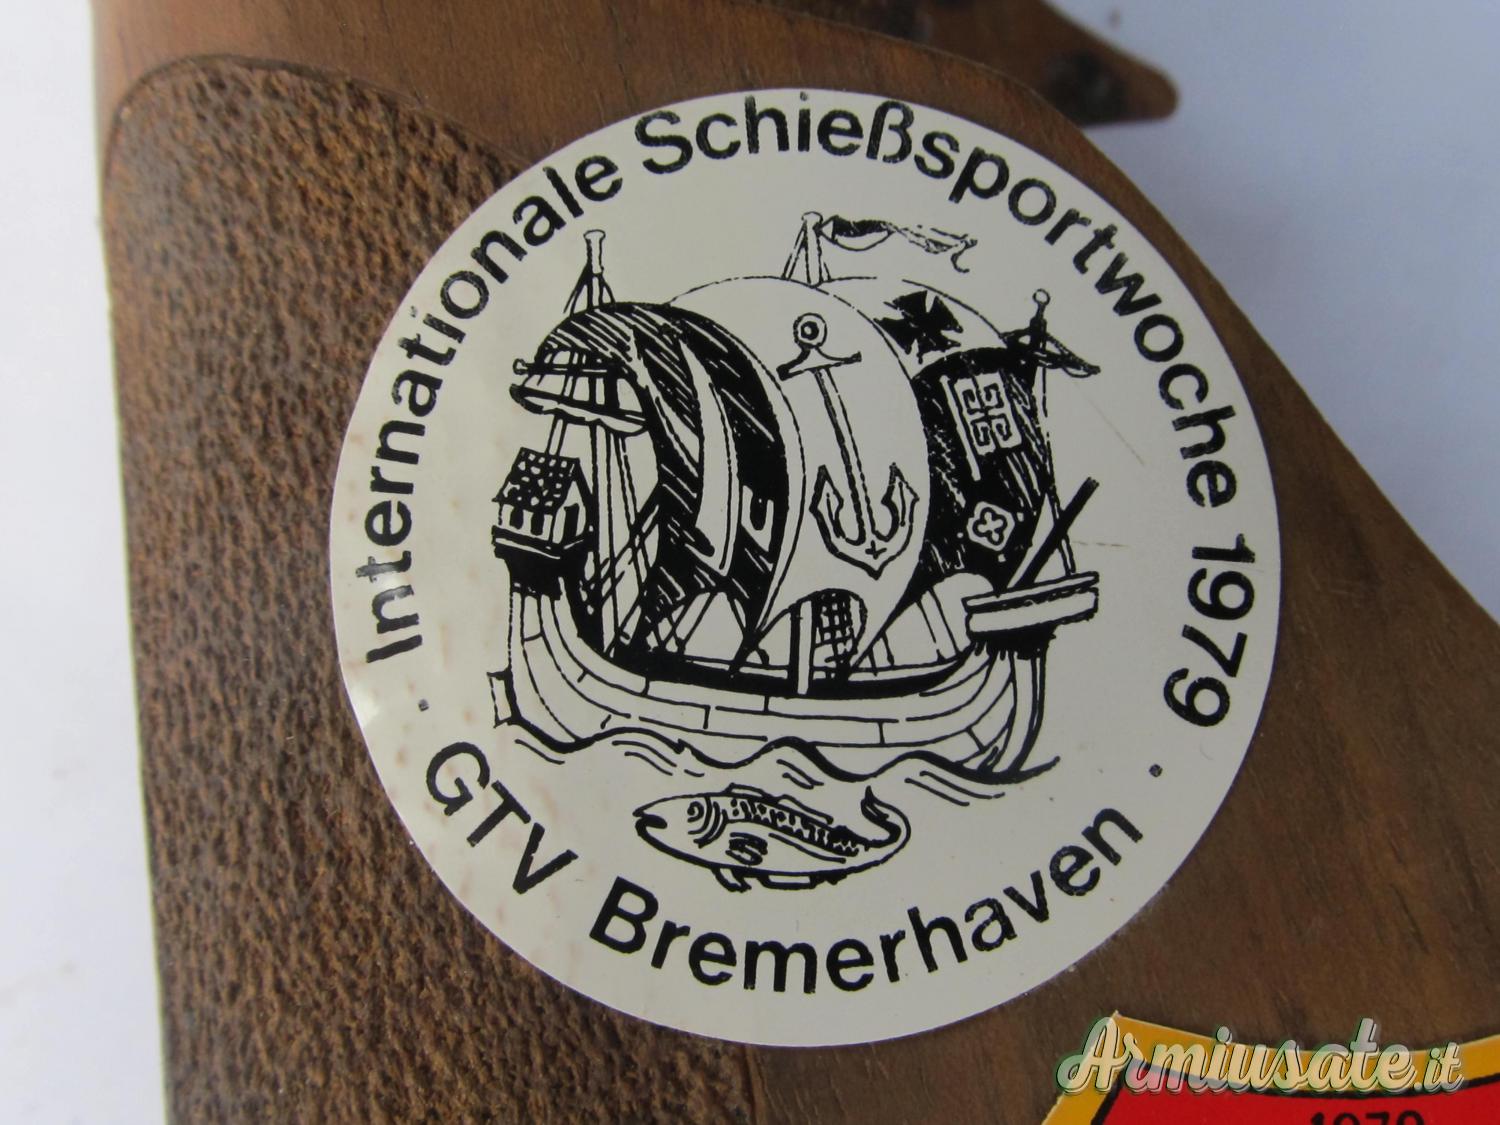 Internationale Schießsportwoche 1979
· GTV Bremerhaven ·
Armiusate.it